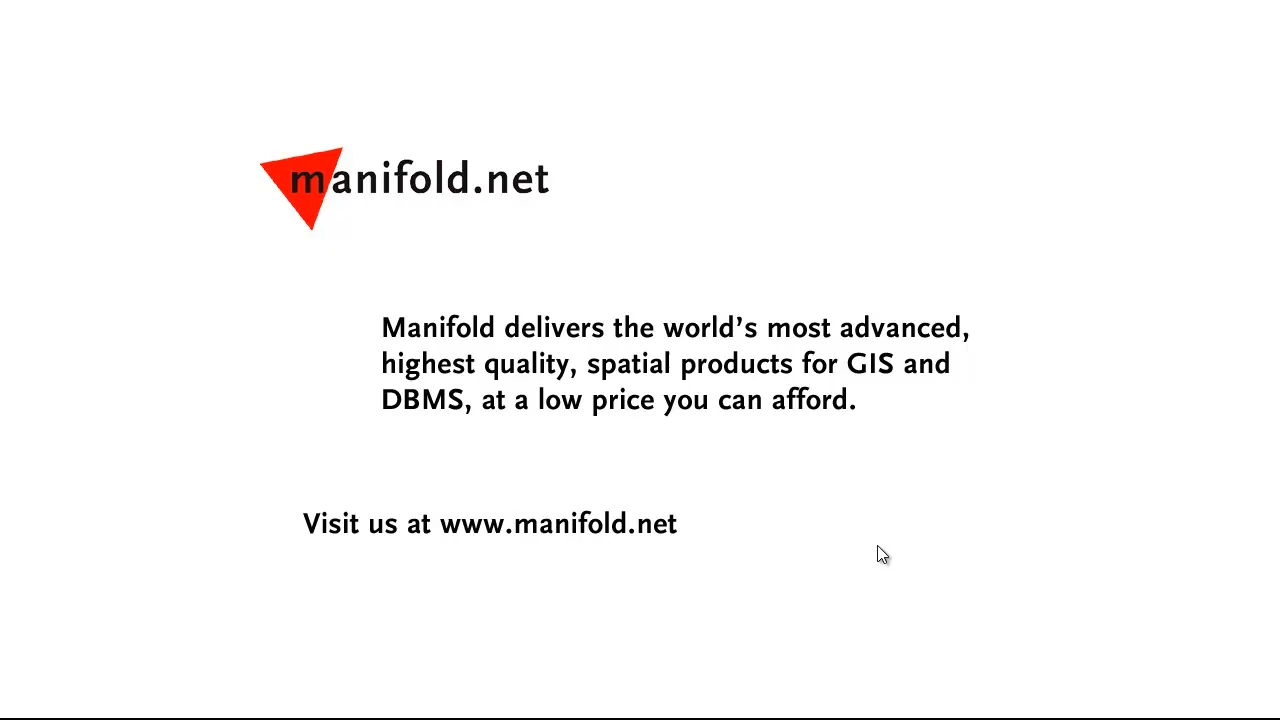 manifold.net
Manifold delivers the world’s most advanced,
highest quality, spatial products for GIS and
DBMS, at a low price you can afford.
Visit us at www.manifold.net